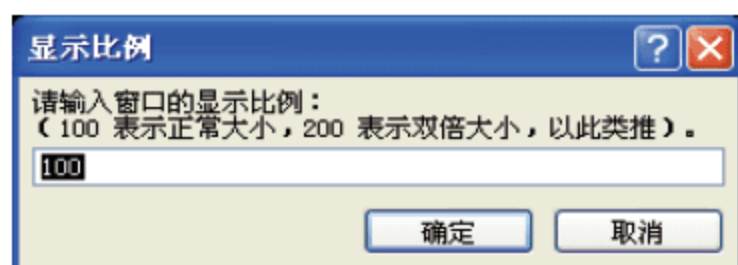 显示比例
请输入窗口的显示比例：
（100 表示正常大小，200 表示双倍大小，以此类推）。
100
确定 取消